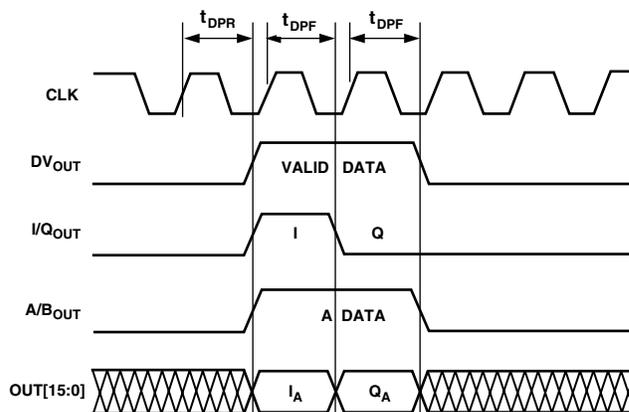 tDPR tDPF tDPF
CLK
DVOUT VALID DATA
I/QOUT I Q
A/BOUT A DATA
OUT[15:0] IA QA